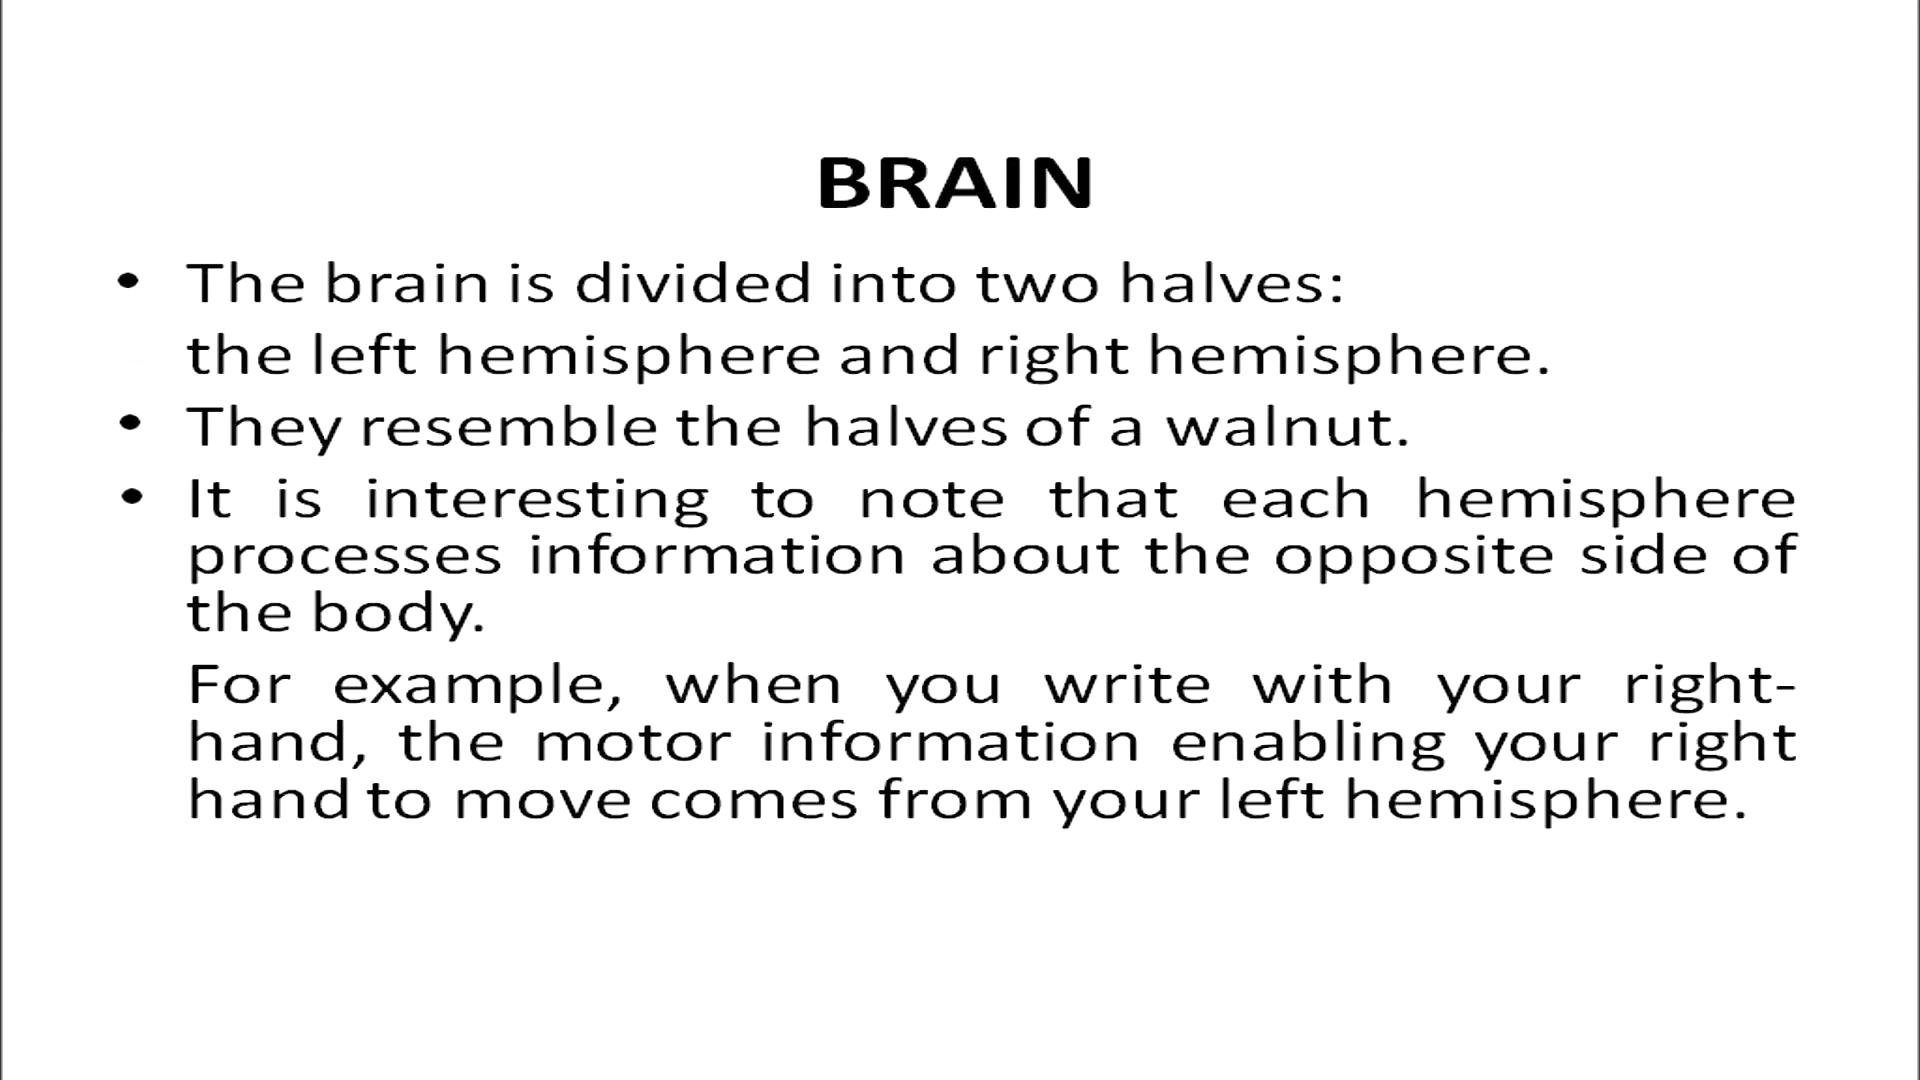 BRAIN
• The brain is divided into two halves:
the left hemisphere and right hemisphere.
• They resemble the halves of a walnut.
• It is interesting to note that each hemisphere
processes information about the opposite side of
the body.
For example, when you write with your right-
hand, the motor information enabling your right
hand to move comes from your left hemisphere.